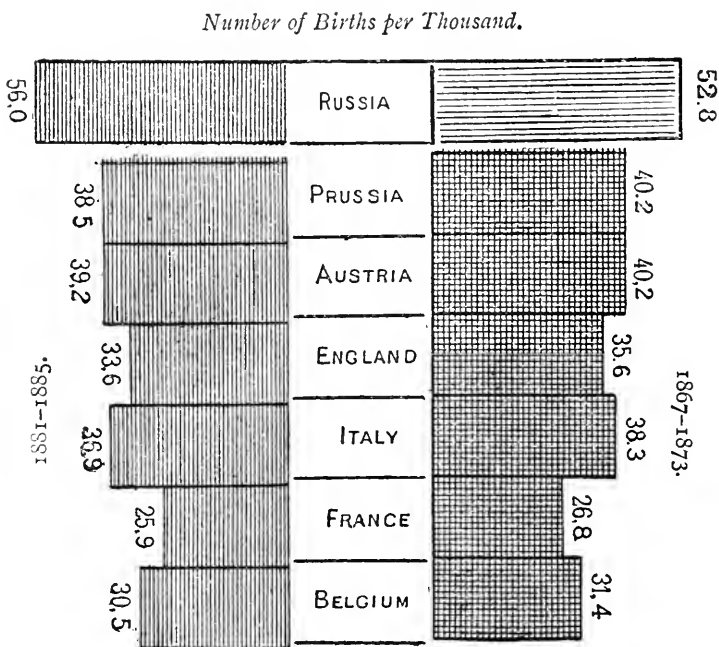 Number of Births per Thousand.
56.0
RUSSIA
52.8
38.5
PRUSSIA
40.2
39,2
AUSTRIA
40,2
33,6
ENGLAND
35.6
1881–1885.
36,9
ITALY
38.3
1867–1873.
25,9
FRANCE
26,8
30,5
BELGIUM
31,4